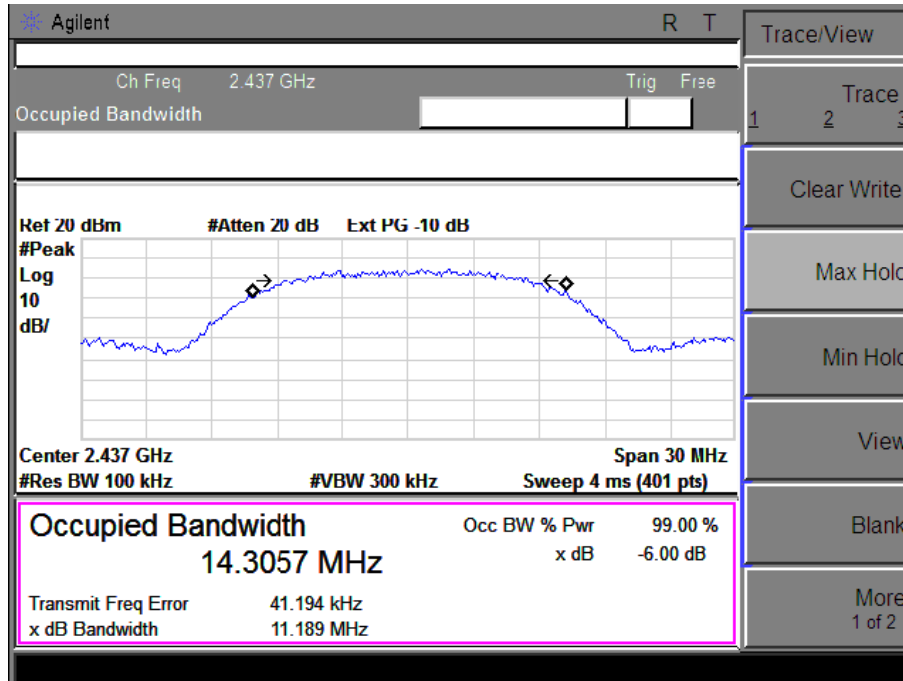 Agilent R T
Ch Freq 2.437 GHz Trig Free
Occupied Bandwidth
Ref 20 dBm #Atten 20 dB Ext PG -10 dB
#Peak
Log
10
dB/
Center 2.437 GHz Span 30 MHz
#Res BW 100 kHz #VBW 300 kHz Sweep 4 ms (401 pts)
Occupied Bandwidth
14.3057 MHz
Occ BW % Pwr 99.00 %
x dB -6.00 dB
Transmit Freq Error 41.194 kHz
x dB Bandwidth 11.189 MHz
Trace/View
Trace
1 2 3
Clear Write
Max Hold
Min Hold
View
Blank
More
1 of 2